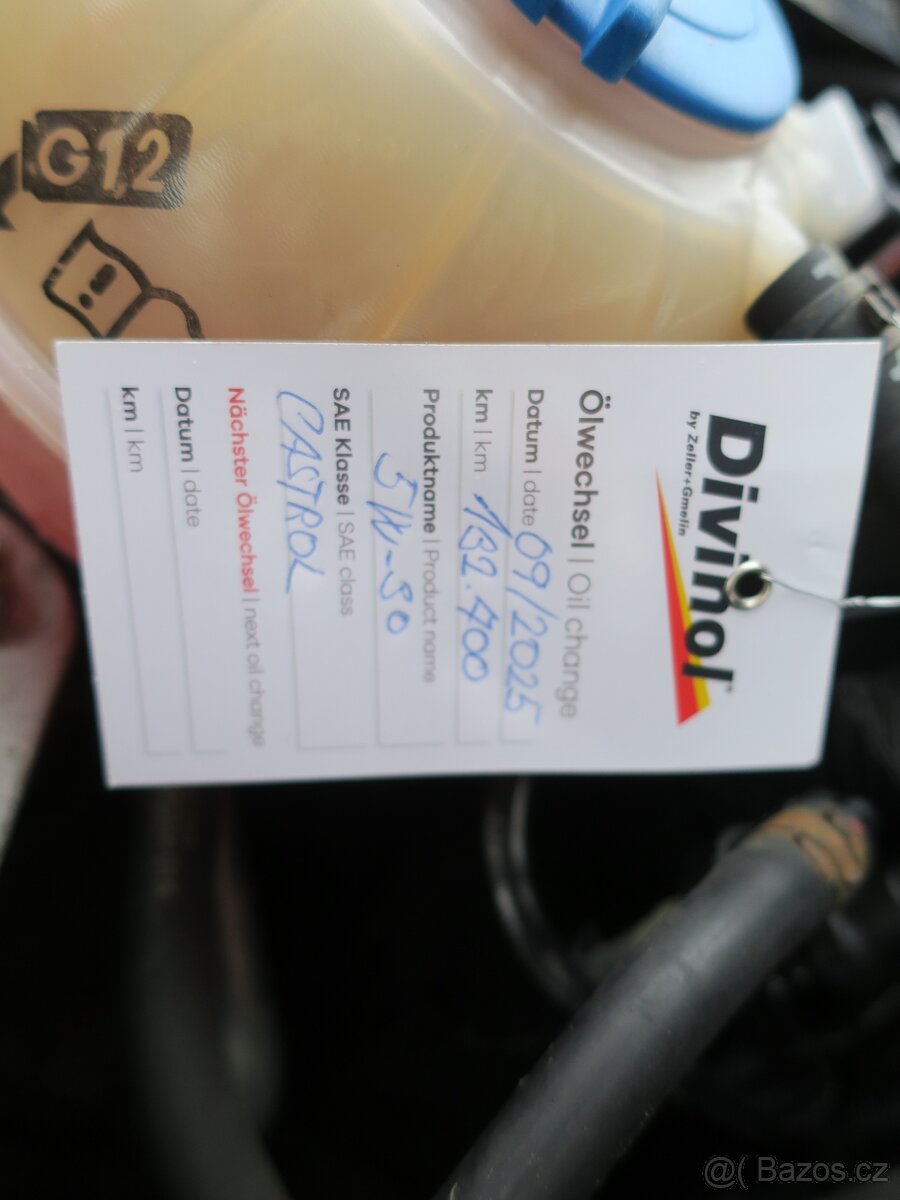 G12
Divinol®
by Zeller+Gmelin
Ölwechsel | Oil change
Datum | date 09/2025
km | km 132.400
Produktname | Product name
5W-30
SAE Klasse | SAE class
CASTROL
Nächster Ölwechsel | next oil change
Datum | date
km | km
@( Bazos.cz